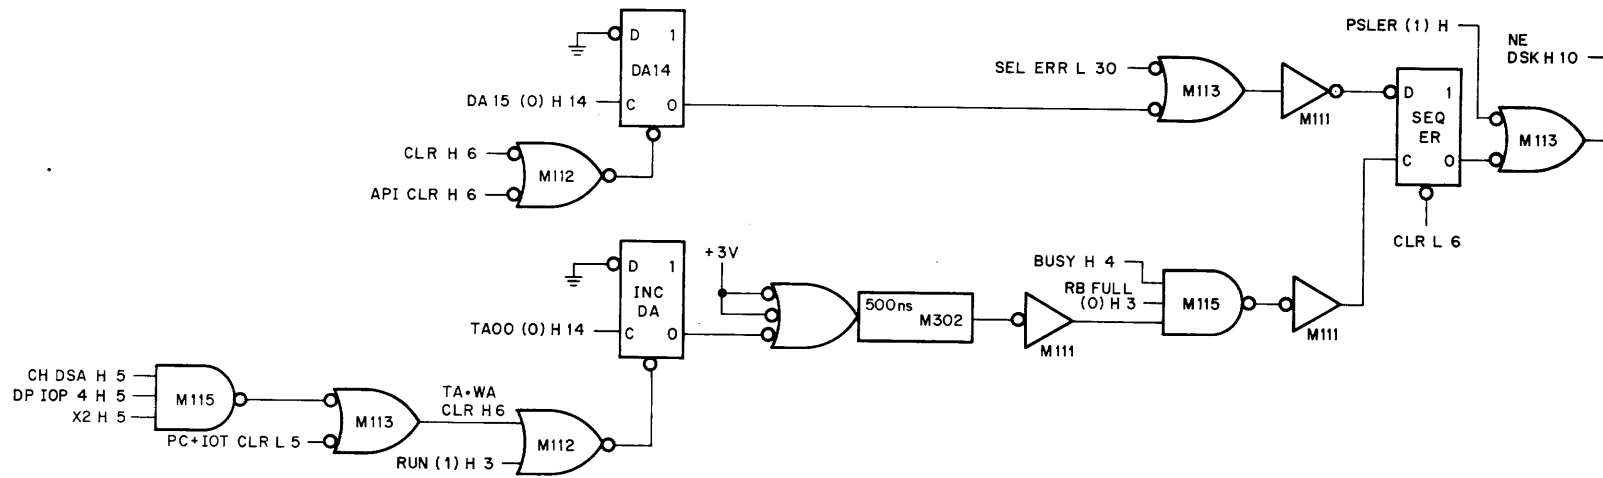 PSLER (1) H
NE
DSK H 10
D 1
DA14
C 0
DA 15 (0) H 14
SEL ERR L 30
M113
M111
D 1
SEQ
ER
C 0
M113
CLR H 6
API CLR H 6
M112
CLR L 6
+3V
D 1
INC
DA
C 0
TA00 (0) H 14
500ns
M302
M111
BUSY H 4
RB FULL
(0) H 3
M115
M111
CH DSA H 5
DP IOP 4 H 5
X2 H 5
M115
PC+IOT CLR L 5
M113
TA•WA
CLR H 6
RUN (1) H 3
M112